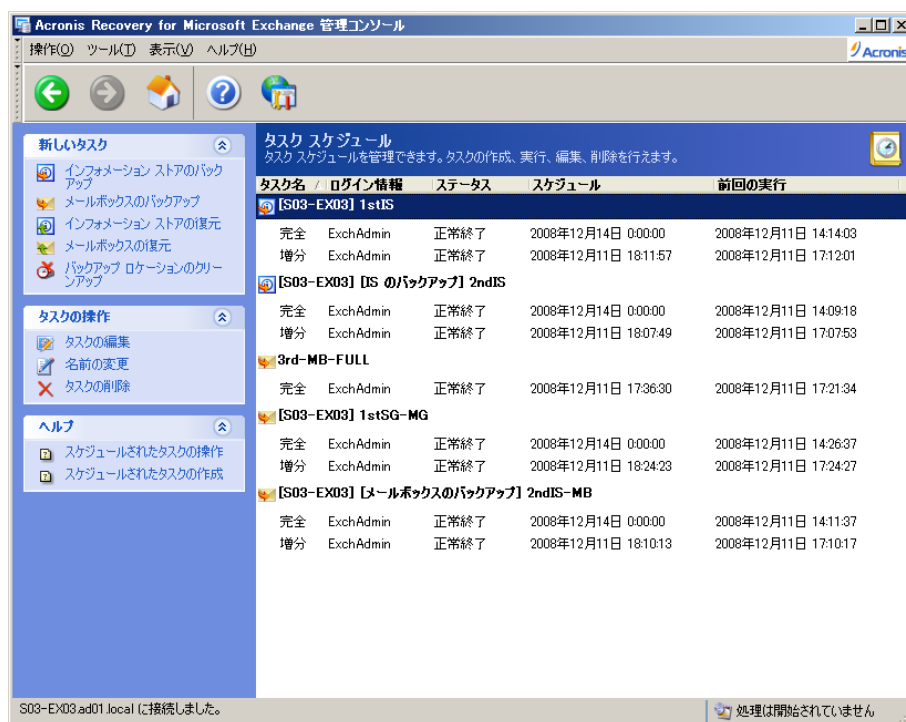 Acronis Recovery for Microsoft Exchange 管理コンソール
操作(O) ツール(T) 表示(V) ヘルプ(H)
Acronis
新しいタスク
インフォメーション ストアのバック
アップ
メールボックスのバックアップ
インフォメーション ストアの復元
メールボックスの復元
バックアップ ロケーションのクリー
ンアップ
タスクの操作
タスクの編集
名前の変更
タスクの削除
ヘルプ
スケジュールされたタスクの操作
スケジュールされたタスクの作成
タスク スケジュール
タスク スケジュールを管理できます。タスクの作成、実行、編集、削除を行えます。
タスク名 / ログイン情報 ステータス スケジュール 前回の実行
[S03-EX03] 1stIS
完全 ExchAdmin 正常終了 2008年12月14日 0:00:00 2008年12月11日 14:14:03
増分 ExchAdmin 正常終了 2008年12月11日 18:11:57 2008年12月11日 17:12:01
[S03-EX03] [IS のバックアップ] 2ndIS
完全 ExchAdmin 正常終了 2008年12月14日 0:00:00 2008年12月11日 14:09:18
増分 ExchAdmin 正常終了 2008年12月11日 18:07:49 2008年12月11日 17:07:53
3rd-MB-FULL
完全 ExchAdmin 正常終了 2008年12月11日 17:36:30 2008年12月11日 17:21:34
[S03-EX03] 1stSG-MG
完全 ExchAdmin 正常終了 2008年12月14日 0:00:00 2008年12月11日 14:26:37
増分 ExchAdmin 正常終了 2008年12月11日 18:24:23 2008年12月11日 17:24:27
[S03-EX03] [メールボックスのバックアップ] 2ndIS-MB
完全 ExchAdmin 正常終了 2008年12月14日 0:00:00 2008年12月11日 14:11:37
増分 ExchAdmin 正常終了 2008年12月11日 18:10:13 2008年12月11日 17:10:17
S03-EX03.ad01.local に接続しました。
処理は開始されていません